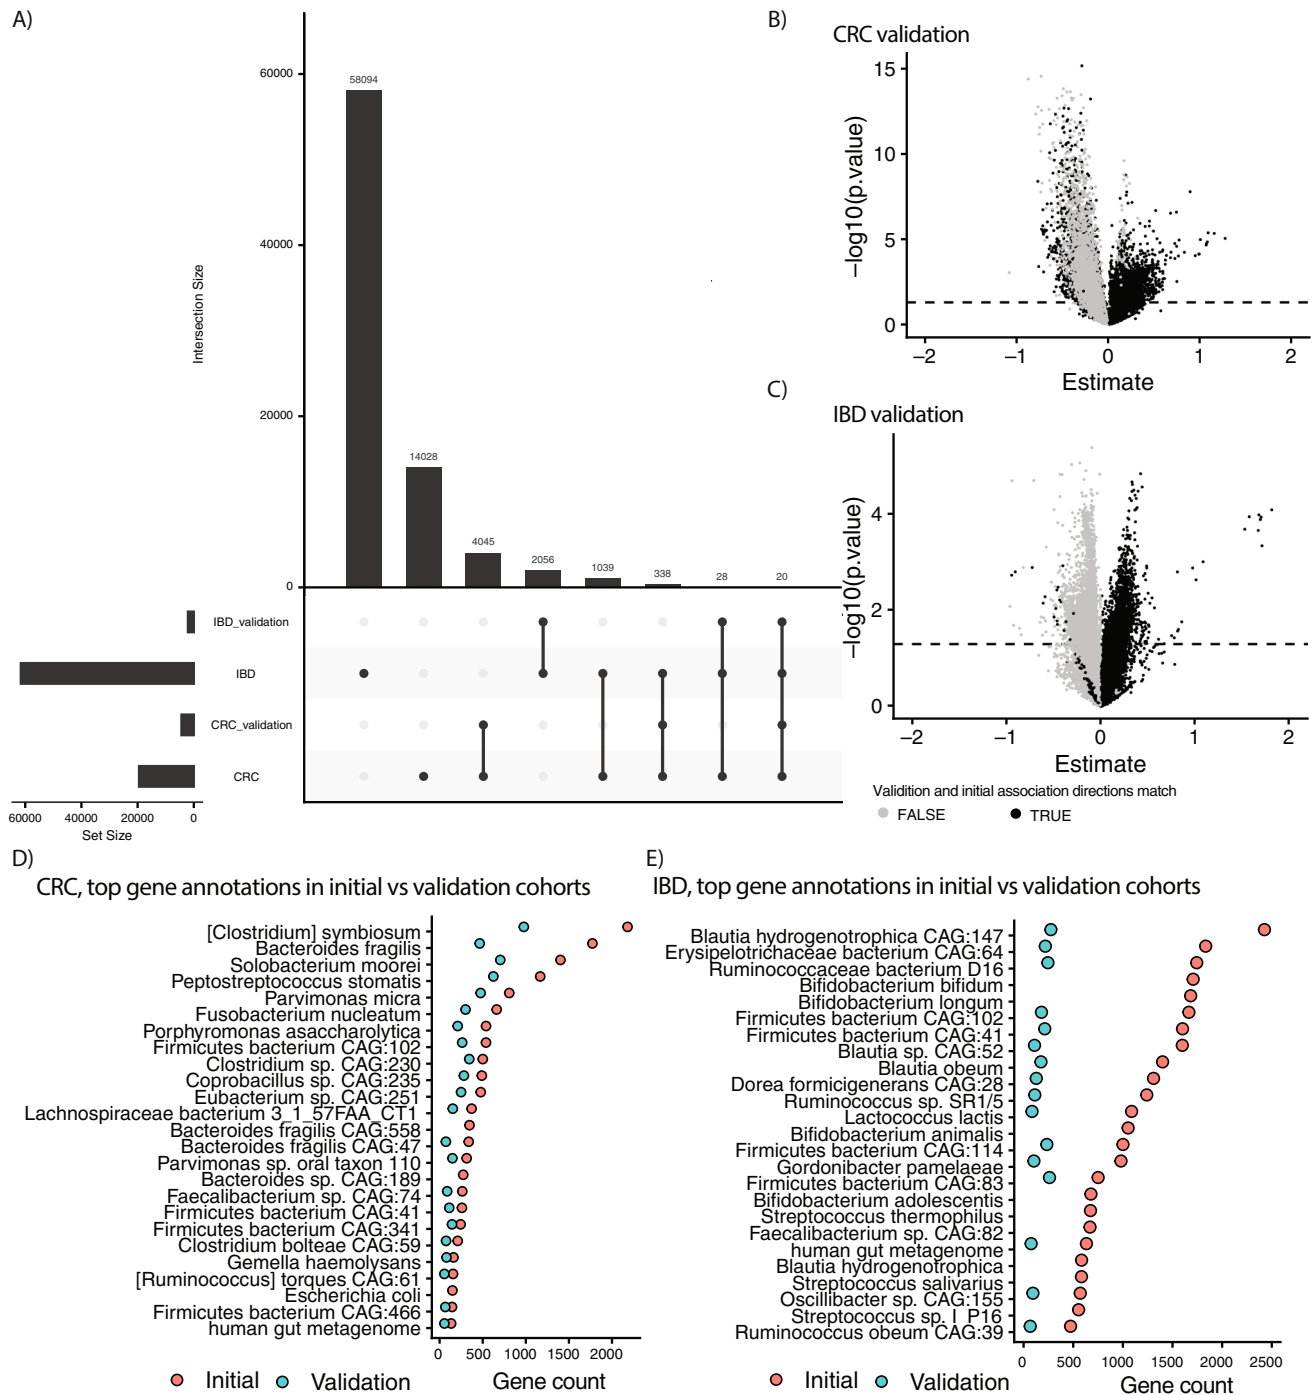 A)
60000
40000
20000
0
Intersection Size
58094
14028
4045
2056
1039
338
28
20
IBD_validation
IBD
CRC_validation
CRC
60000 40000 20000 0
Set Size
B)
CRC validation
15
10
5
0
−log10(p.value)
−2 −1 0 1 2
Estimate
C)
IBD validation
4
2
0
−log10(p.value)
−2 −1 0 1 2
Estimate
Validition and initial association directions match
FALSE TRUE
D)
CRC, top gene annotations in initial vs validation cohorts
[Clostridium] symbiosum
Bacteroides fragilis
Solobacterium moorei
Peptostreptococcus stomatis
Parvimonas micra
Fusobacterium nucleatum
Porphyromonas asaccharolytica
Firmicutes bacterium CAG:102
Clostridium sp. CAG:230
Coprobacillus sp. CAG:235
Eubacterium sp. CAG:251
Lachnospiraceae bacterium 3_1_57FAA_CT1
Bacteroides fragilis CAG:558
Bacteroides fragilis CAG:47
Parvimonas sp. oral taxon 110
Bacteroides sp. CAG:189
Faecalibacterium sp. CAG:74
Firmicutes bacterium CAG:41
Firmicutes bacterium CAG:341
Clostridium bolteae CAG:59
Gemella haemolysans
[Ruminococcus] torques CAG:61
Escherichia coli
Firmicutes bacterium CAG:466
human gut metagenome
0 500 1000 1500 2000
Initial Validation
Gene count
E)
IBD, top gene annotations in initial vs validation cohorts
Blautia hydrogenotrophica CAG:147
Erysipelotrichaceae bacterium CAG:64
Ruminococcaceae bacterium D16
Bifidobacterium bifidum
Bifidobacterium longum
Firmicutes bacterium CAG:102
Firmicutes bacterium CAG:41
Blautia sp. CAG:52
Blautia obeum
Dorea formicigenerans CAG:28
Ruminococcus sp. SR1/5
Lactococcus lactis
Bifidobacterium animalis
Firmicutes bacterium CAG:114
Gordonibacter pamelaeae
Firmicutes bacterium CAG:83
Bifidobacterium adolescentis
Streptococcus thermophilus
Faecalibacterium sp. CAG:82
human gut metagenome
Blautia hydrogenotrophica
Streptococcus salivarius
Oscillibacter sp. CAG:155
Streptococcus sp. I_P16
Ruminococcus obeum CAG:39
0 500 1000 1500 2000 2500
Initial Validation
Gene count